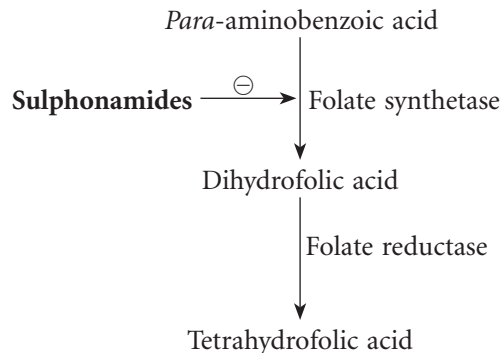 Para-aminobenzoic acid
Sulphonamides
⊖
Folate synthetase
Dihydrofolic acid
Folate reductase
Tetrahydrofolic acid